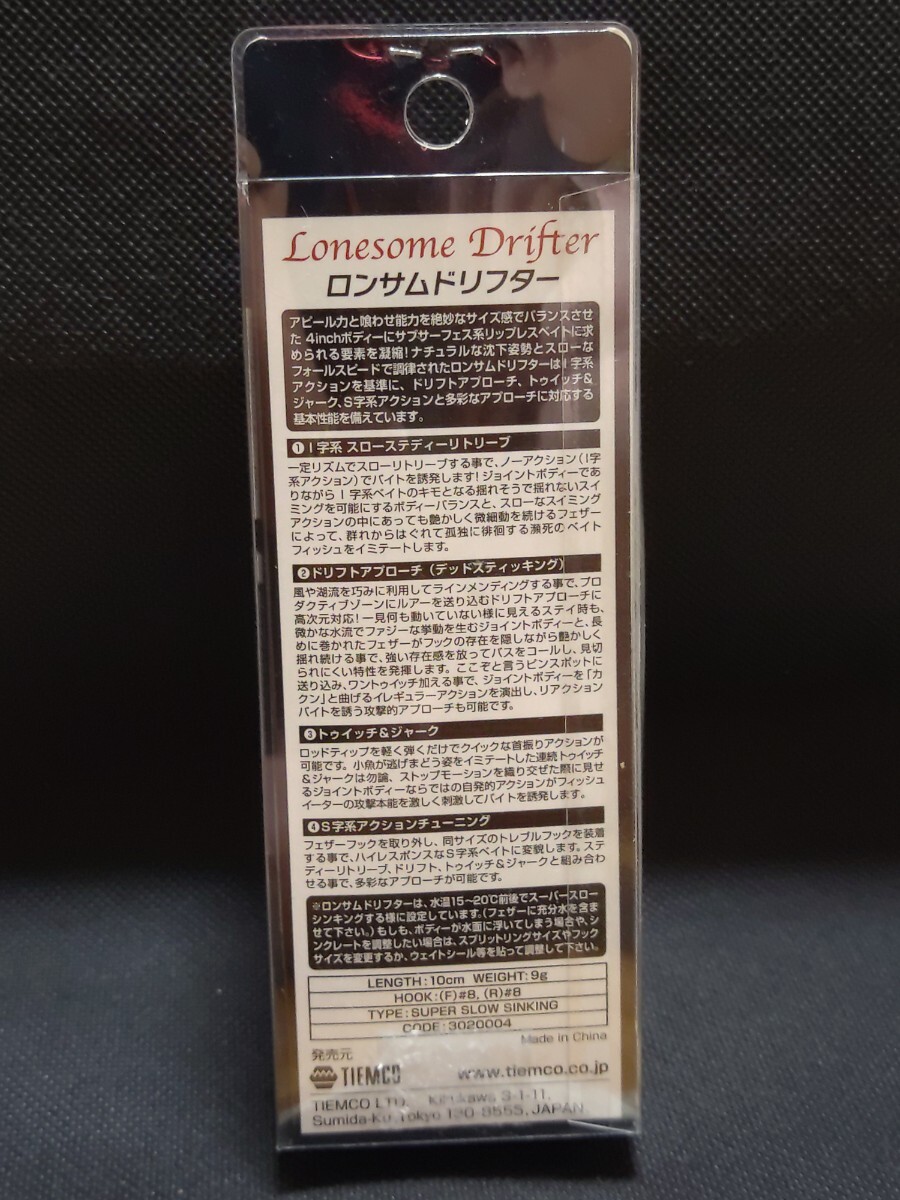 Lonesome Drifter
ロンサムドリフター
アピール力と喰わせ能力を絶妙なサイズ感でバランスさせ
た 4inchボディーにサブサーフェス系リップレスベイトに求
められる要素を凝縮!ナチュラルな沈下姿勢とスローな
フォールスピードで調律されたロンサムドリフターはI字系
アクションを基準に、ドリフトアプローチ、トゥイッチ&
ジャーク、S字系アクションと多彩なアプローチに対応する
基本性能を備えています。
❶I字系 スローステディーリトリーブ
一定リズムでスローリトリーブする事で、ノーアクション(I字
系アクション)でバイトを誘発します!ジョイントボディーであ
りながらI字系ベイトのキモとなる揺れそうで揺れないスイ
ミングを可能にするボディーバランスと、スローなスイミング
アクションの中にあっても艶かしく微細動を続けるフェザー
によって、群れからはぐれて孤独に徘徊する瀕死のベイト
フィッシュをイミテートします。
❷ドリフトアプローチ(デッドスティッキング)
風や湖流を巧みに利用してラインメンディングする事で、プロ
ダクティブゾーンにルアーを送り込むドリフトアプローチに
高次元対応!一見何も動いていない様に見えるステイ時も、
微かな水流でファジーな挙動を生むジョイントボディーと、長
めに巻かれたフェザーがフックの存在を隠しながら艶かしく
揺れ続ける事で、強い存在感を放ってバスをコールし、見切
られにくい特性を発揮します。ここぞと言うピンスポットに
送り込み、ワントゥイッチ加える事で、ジョイントボディーを「カ
クン」と曲げるイレギュラーアクションを演出し、リアクション
バイトを誘う攻撃的アプローチも可能です。
❸トゥイッチ&ジャーク
ロッドティップを軽く弾くだけでクイックな首振りアクションが
可能です。小魚が逃げまどう姿をイミテートした連続トゥイッチ
&ジャークは勿論、ストップモーションを織り交ぜた際に見せ
るジョイントボディーならではの自発的アクションがフィッシュ
イーターの攻撃本能を激しく刺激してバイトを誘発します。
❹S字系アクションチューニング
フェザーフックを取り外し、同サイズのトレブルフックを装着
する事で、ハイレスポンスなS字系ベイトに変貌します。ステ
ディーリトリーブ、ドリフト、トゥイッチ&ジャークと組み合わ
せる事で、多彩なアプローチが可能です。
※ロンサムドリフターは、水温15~20℃前後でスーパースロー
シンキングする様に設定しています。(フェザーに充分水を含ま
せて下さい。)もしも、ボディーが水面に浮いてしまう場合や、シ
ンクレートを調整したい場合は、スプリットリングサイズやフック
サイズを変更するか、ウェイトシール等を貼って調整して下さい。
LENGTH:10cm WEIGHT:9g
HOOK:(F)#8, (R)#8
TYPE:SUPER SLOW SINKING
CODE:3020004
Made in China
発売元
TIEMCO www.tiemco.co.jp
TIEMCO LTD. Kikukawa 3-1-11,
Sumida-Ku, Tokyo 130-8555, JAPAN